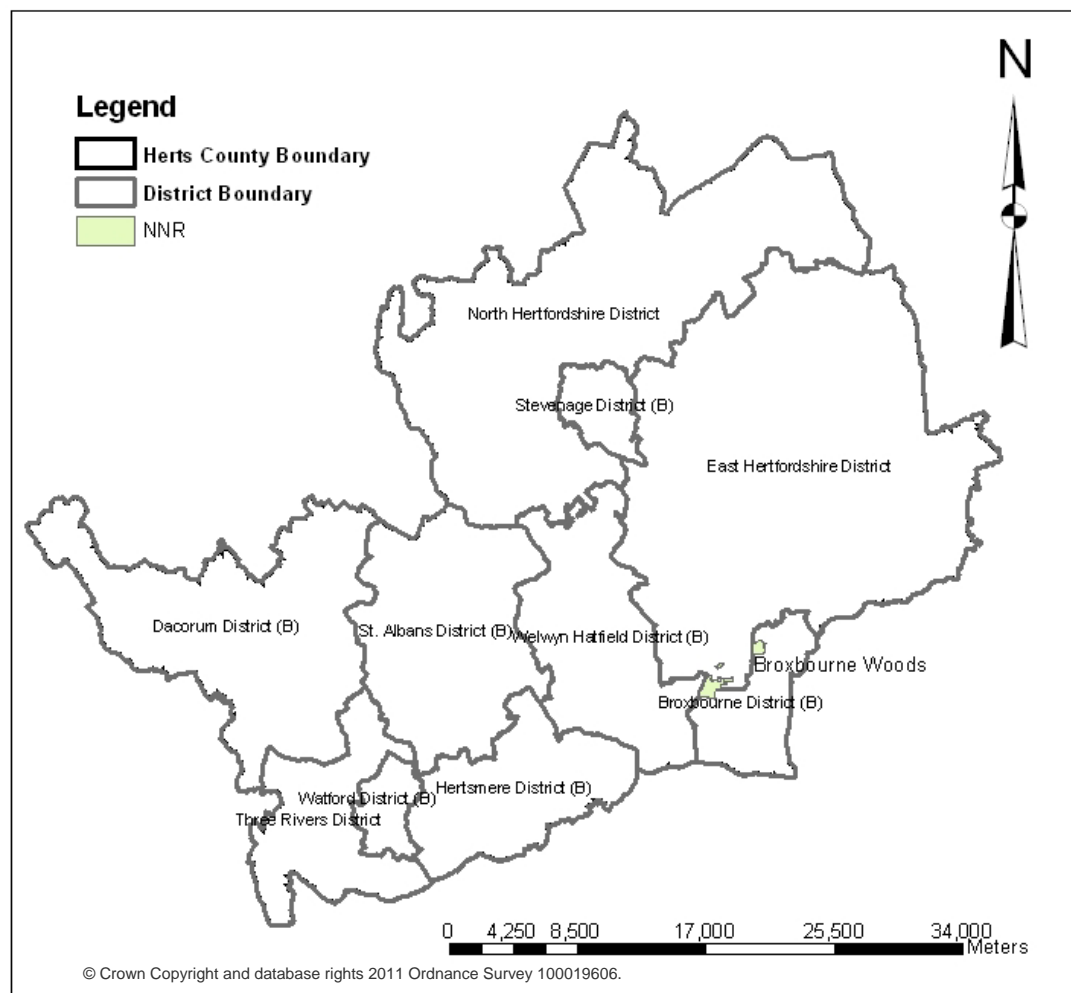 N
Legend
Herts County Boundary
District Boundary
NNR
North Hertfordshire District
Stevenage District (B)
East Hertfordshire District
Dacorum District (B)
St. Albans District (B)
Welwyn Hatfield District (B)
Broxbourne Woods
Broxbourne District (B)
Hertsmere District (B)
Watford District (B)
Three Rivers District
0 4,250 8,500 17,000 25,500 34,000
Meters
© Crown Copyright and database rights 2011 Ordnance Survey 100019606.